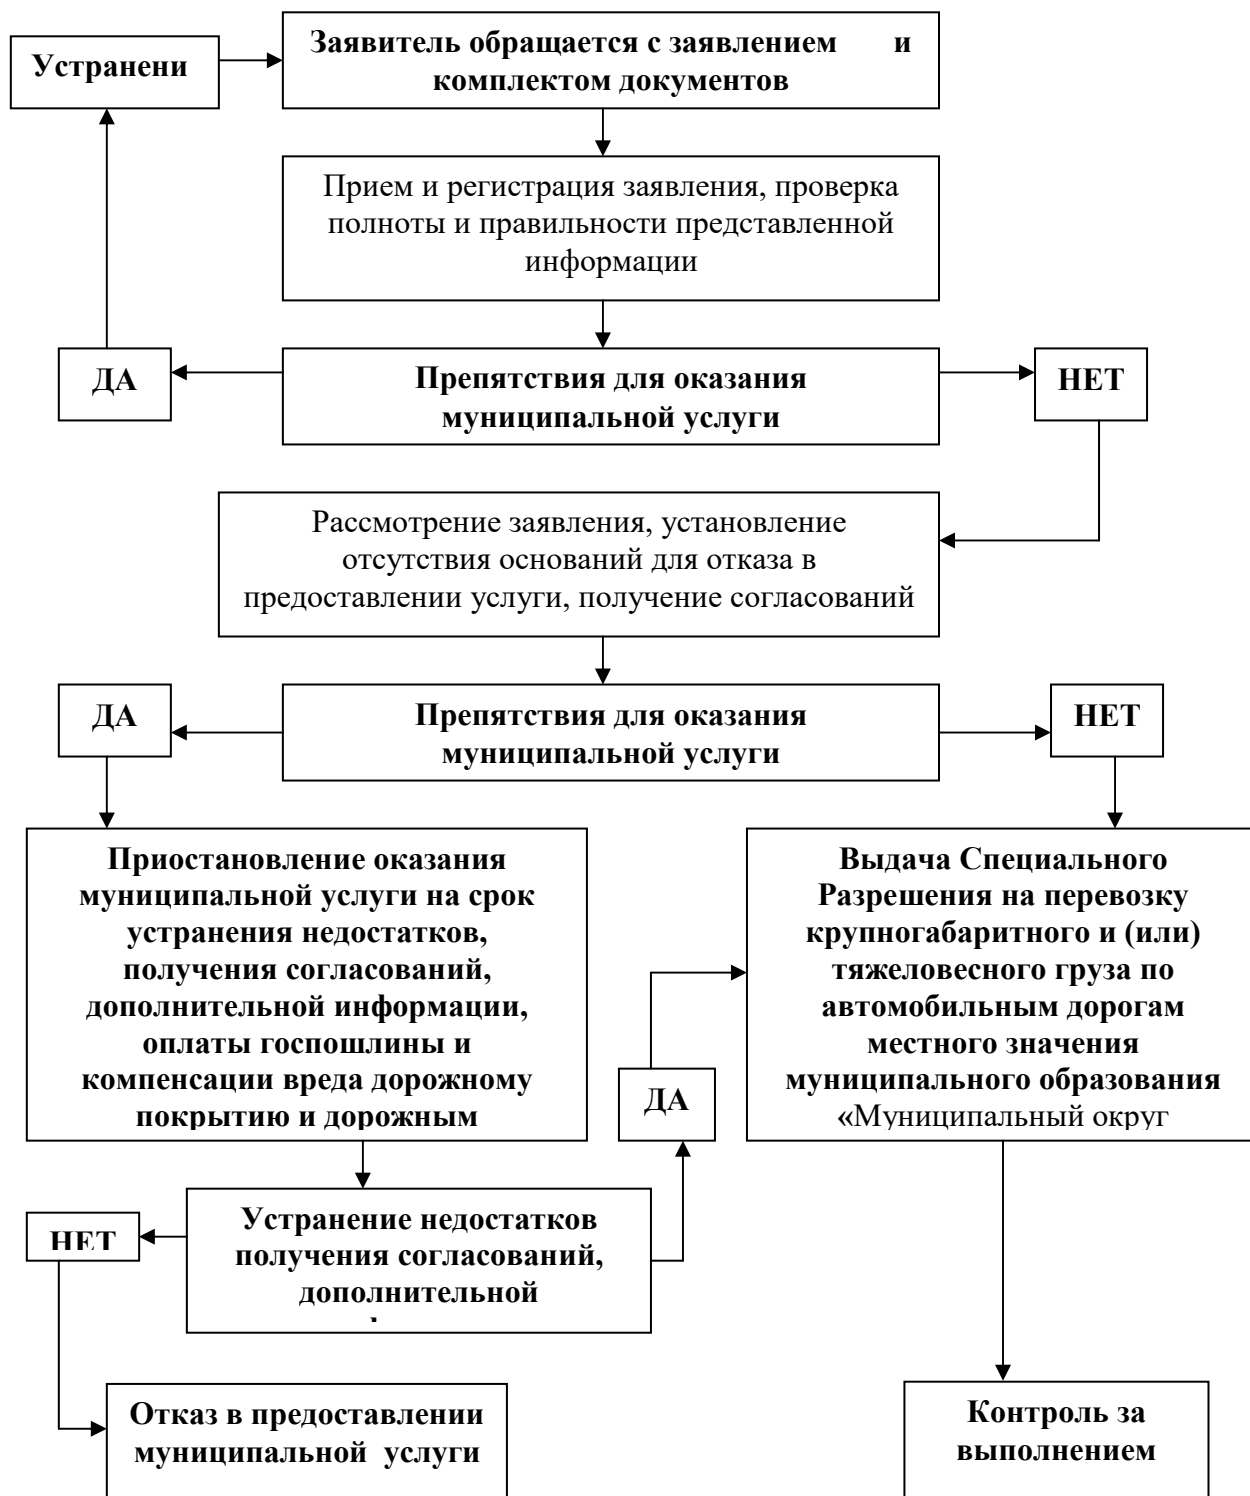 Заявитель обращается с заявлением и
комплектом документов
Устранени
Прием и регистрация заявления, проверка
полноты и правильности представленной
информации
ДА
Препятствия для оказания
муниципальной услуги
НЕТ
Рассмотрение заявления, установление
отсутствия оснований для отказа в
предоставлении услуги, получение согласований
ДА
Препятствия для оказания
муниципальной услуги
НЕТ
Приостановление оказания
муниципальной услуги на срок
устранения недостатков,
получения согласований,
дополнительной информации,
оплаты госпошлины и
компенсации вреда дорожному
покрытию и дорожным
Выдача Специального
Разрешения на перевозку
крупногабаритного и (или)
тяжеловесного груза по
автомобильным дорогам
местного значения
муниципального образования
«Муниципальный округ
ДА
НЕТ
Устранение недостатков
получения согласований,
дополнительной
Отказ в предоставлении
муниципальной услуги
Контроль за
выполнением